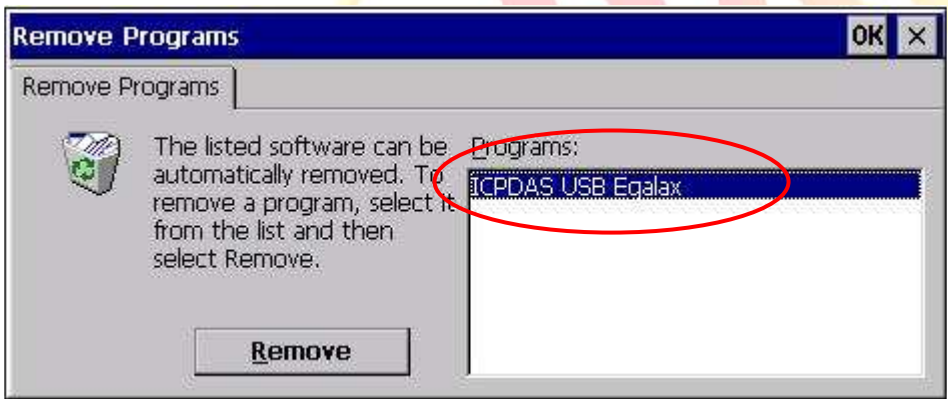 Remove Programs
OK
Remove Programs
The listed software can be
automatically removed. To
remove a program, select it
from the list and then
select Remove.
Programs:
ICPDAS USB Egalax
Remove